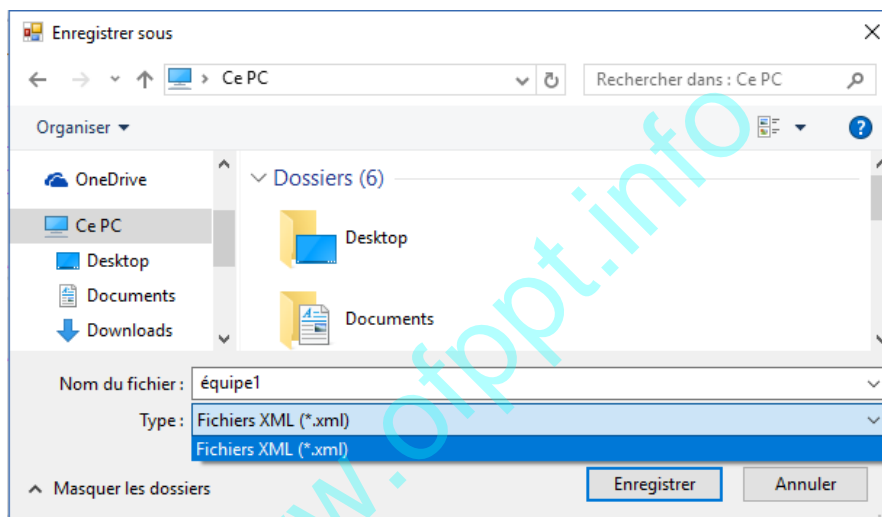 Enregistrer sous
Ce PC
Rechercher dans : Ce PC
Organiser
OneDrive
Ce PC
Desktop
Documents
Downloads
Dossiers (6)
Desktop
Documents
Nom du fichier : équipe1
Type : Fichiers XML (*.xml)
Fichiers XML (*.xml)
Masquer les dossiers
Enregistrer
Annuler
w.ofppt.info